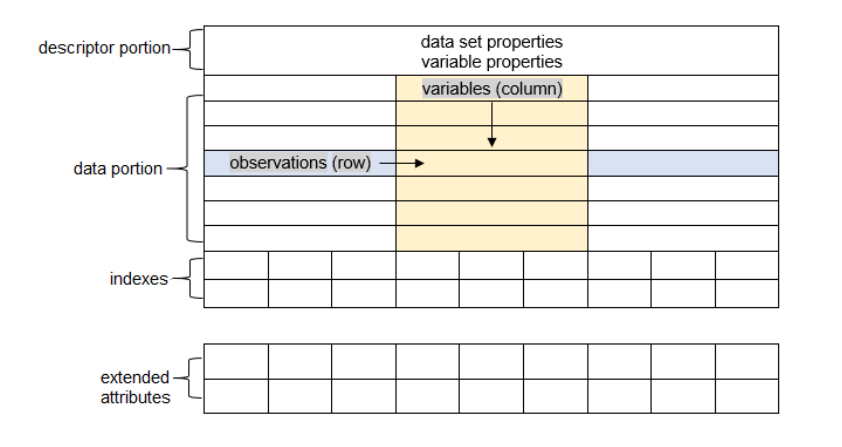 descriptor portion
data set properties
variable properties
variables (column)
observations (row)
data portion
indexes
extended
attributes